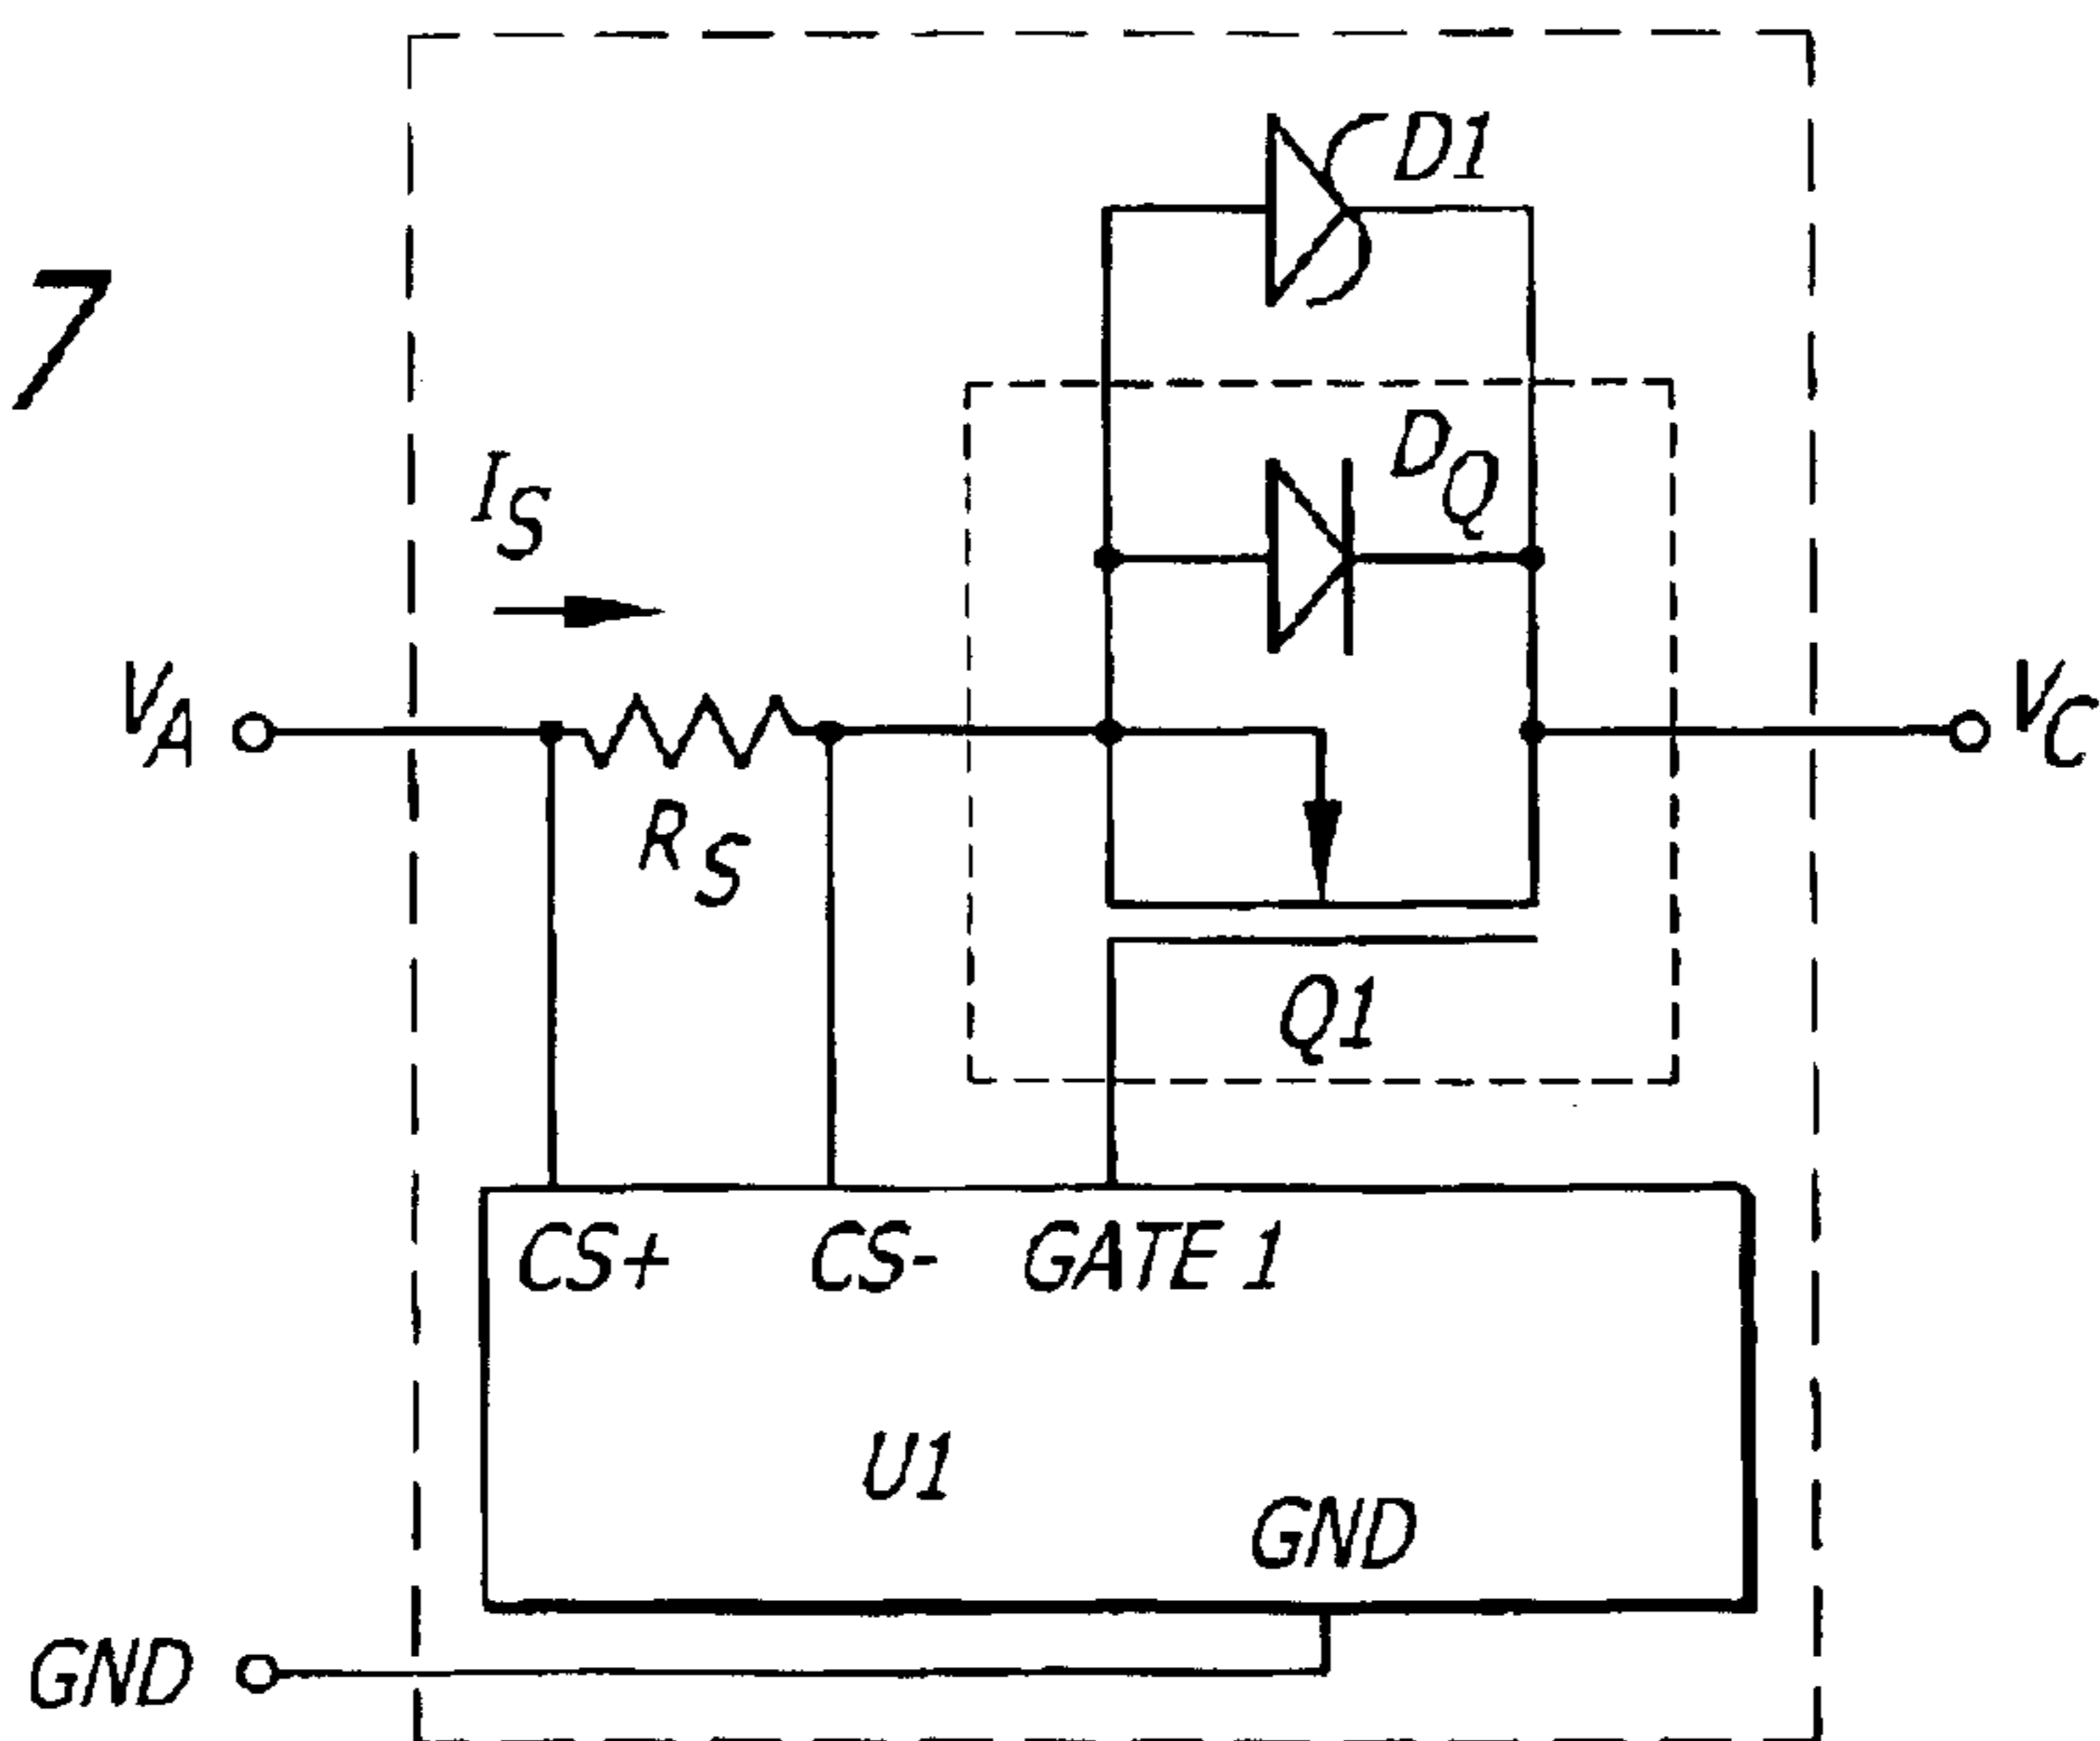 D1
7
D_Q
I_S
V_A
V_C
R_S
Q1
CS+ CS- GATE 1
U1
GND
GND